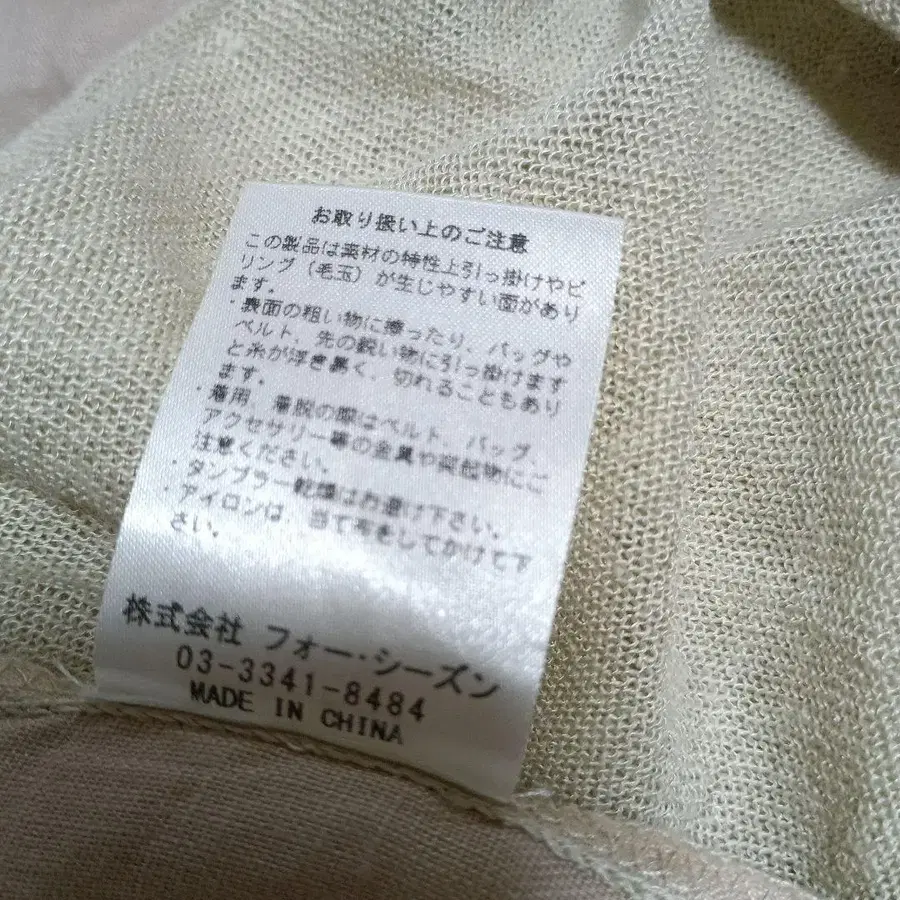 お取り扱い上のご注意
この製品は素材の特性上引っ掛けやピ
リング（毛玉）が生じやすい面があり
ます。
・表面の粗い物に擦ったり、バッグや
ベルト、先の鋭い物に引っ掛けます
と糸が浮き易く、切れることもあり
ます。
・着用、着脱の際はベルト、バッグ、
アクセサリー等の金具や突起物にご
注意ください。
・タンブラー乾燥はお避け下さい。
・アイロンは、当て布をしてかけて下
さい。
株式会社 フォー・シーズン
03-3341-8484
MADE IN CHINA